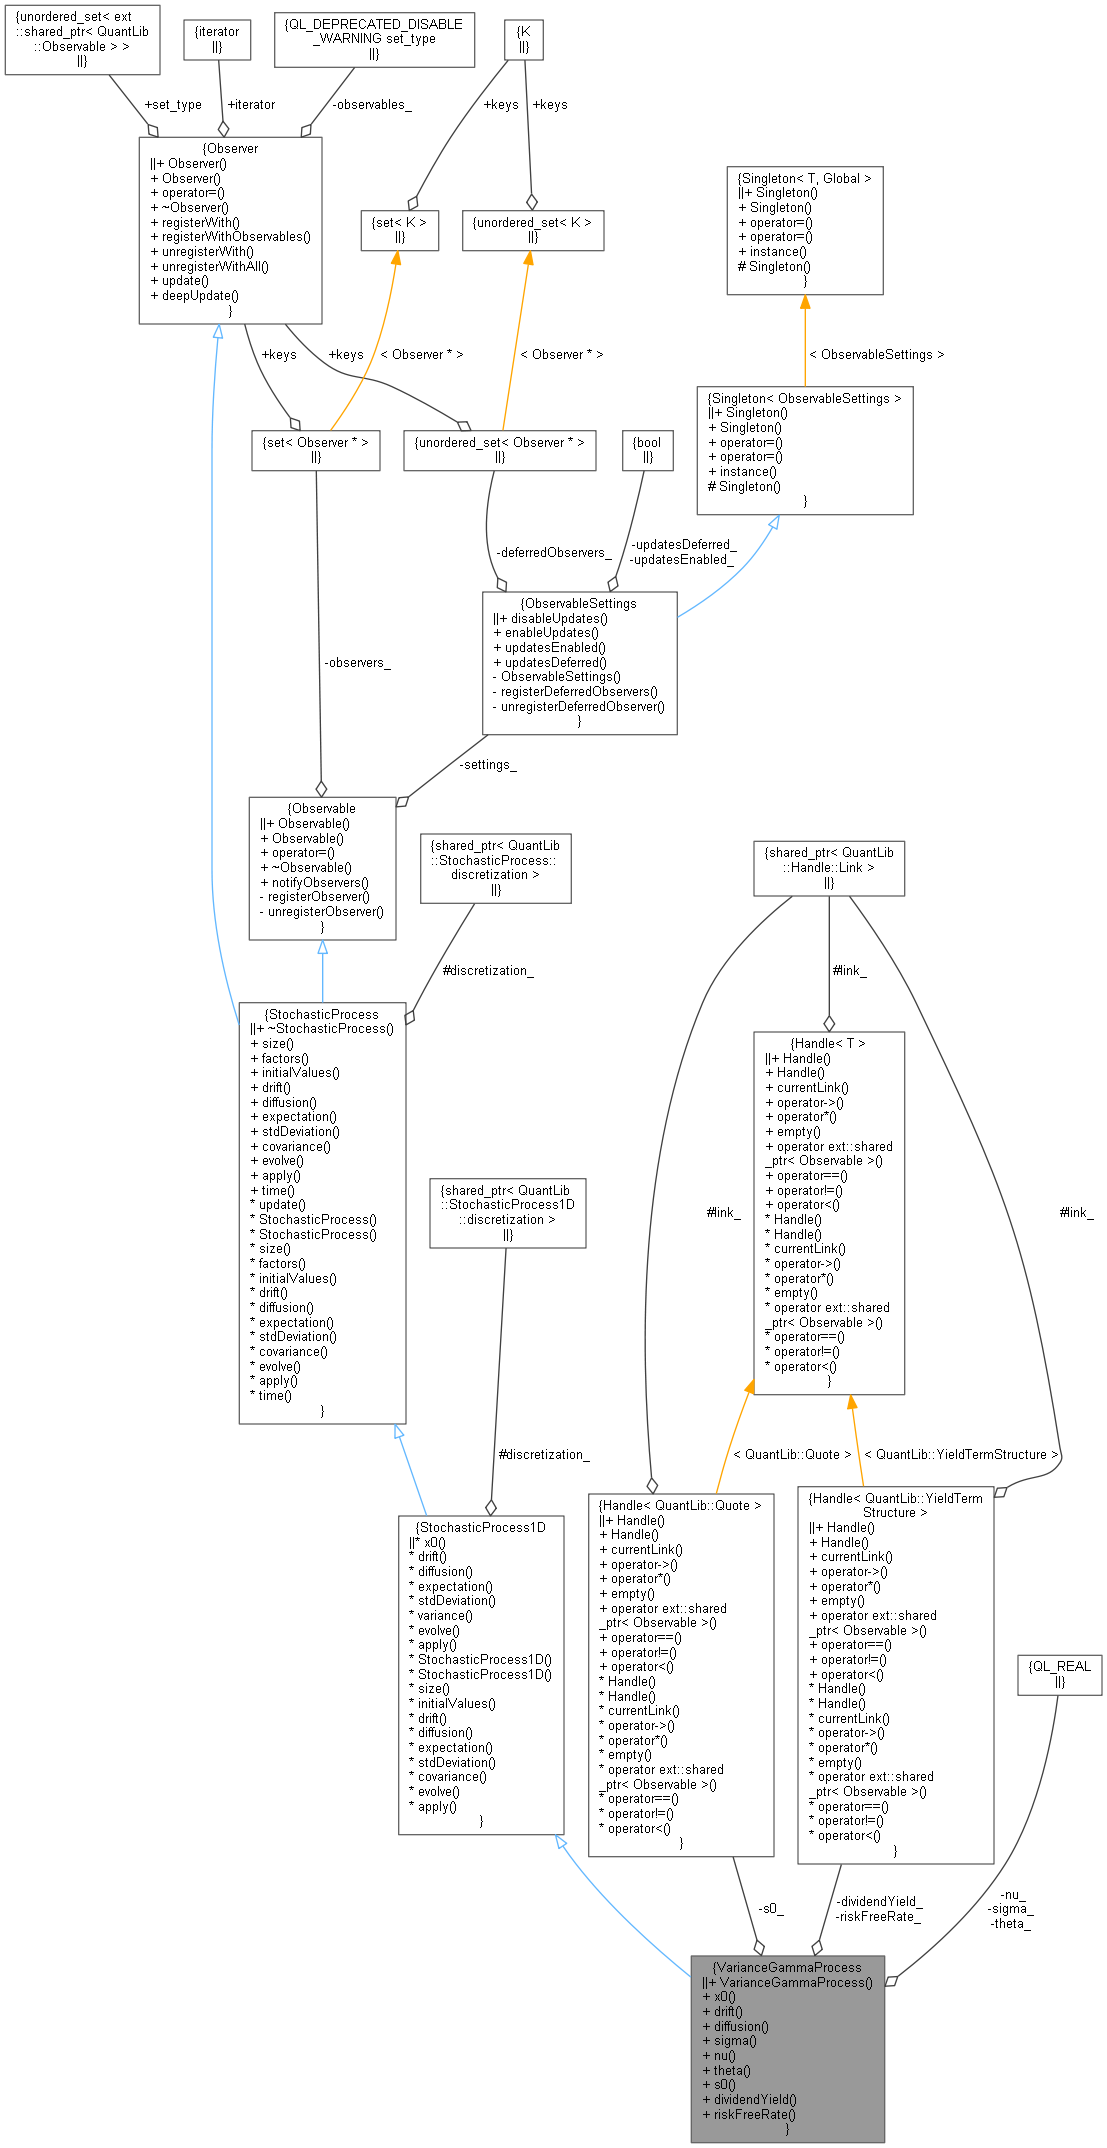 {unordered_set< ext
::shared_ptr< QuantLib
::Observable > >
||}
{iterator
||}
{QL_DEPRECATED_DISABLE
_WARNING set_type
||}
{K
||}
+set_type
+iterator
-observables_
+keys
+keys
{Observer
||+ Observer()
+ Observer()
+ operator=()
+ ~Observer()
+ registerWith()
+ registerWithObservables()
+ unregisterWith()
+ unregisterWithAll()
+ update()
+ deepUpdate()
}
{set< K >
||}
{unordered_set< K >
||}
{Singleton< T, Global >
||+ Singleton()
+ Singleton()
+ operator=()
+ operator=()
+ instance()
# Singleton()
}
+keys
+keys
< Observer * >
< Observer * >
< ObservableSettings >
{set< Observer * >
||}
{unordered_set< Observer * >
||}
{bool
||}
{Singleton< ObservableSettings >
||+ Singleton()
+ Singleton()
+ operator=()
+ operator=()
+ instance()
# Singleton()
}
-deferredObservers_
-updatesDeferred_
-updatesEnabled_
{ObservableSettings
||+ disableUpdates()
+ enableUpdates()
+ updatesEnabled()
+ updatesDeferred()
- ObservableSettings()
- registerDeferredObservers()
- unregisterDeferredObserver()
}
-observers_
-settings_
{Observable
||+ Observable()
+ Observable()
+ operator=()
+ ~Observable()
+ notifyObservers()
- registerObserver()
- unregisterObserver()
}
{shared_ptr< QuantLib
::StochasticProcess::
discretization >
||}
{shared_ptr< QuantLib
::Handle::Link >
||}
#discretization_
#link_
{StochasticProcess
||+ ~StochasticProcess()
+ size()
+ factors()
+ initialValues()
+ drift()
+ diffusion()
+ expectation()
+ stdDeviation()
+ covariance()
+ evolve()
+ apply()
+ time()
* update()
* StochasticProcess()
* StochasticProcess()
* size()
* factors()
* initialValues()
* drift()
* diffusion()
* expectation()
* stdDeviation()
* covariance()
* evolve()
* apply()
* time()
}
{Handle< T >
||+ Handle()
+ Handle()
+ currentLink()
+ operator->()
+ operator*()
+ empty()
+ operator ext::shared
_ptr< Observable >()
+ operator==()
+ operator!=()
+ operator<()
* Handle()
* Handle()
* currentLink()
* operator->()
* operator*()
* empty()
* operator ext::shared
_ptr< Observable >()
* operator==()
* operator!=()
* operator<()
}
{shared_ptr< QuantLib
::StochasticProcess1D
::discretization >
||}
#link_
#link_
#discretization_
< QuantLib::Quote >
< QuantLib::YieldTermStructure >
{StochasticProcess1D
||* x0()
* drift()
* diffusion()
* expectation()
* stdDeviation()
* variance()
* evolve()
* apply()
* StochasticProcess1D()
* StochasticProcess1D()
* size()
* initialValues()
* drift()
* diffusion()
* expectation()
* stdDeviation()
* covariance()
* evolve()
* apply()
}
{Handle< QuantLib::Quote >
||+ Handle()
+ Handle()
+ currentLink()
+ operator->()
+ operator*()
+ empty()
+ operator ext::shared
_ptr< Observable >()
+ operator==()
+ operator!=()
+ operator<()
* Handle()
* Handle()
* currentLink()
* operator->()
* operator*()
* empty()
* operator ext::shared
_ptr< Observable >()
* operator==()
* operator!=()
* operator<()
}
{Handle< QuantLib::YieldTerm
Structure >
||+ Handle()
+ Handle()
+ currentLink()
+ operator->()
+ operator*()
+ empty()
+ operator ext::shared
_ptr< Observable >()
+ operator==()
+ operator!=()
+ operator<()
* Handle()
* Handle()
* currentLink()
* operator->()
* operator*()
* empty()
* operator ext::shared
_ptr< Observable >()
* operator==()
* operator!=()
* operator<()
}
{QL_REAL
||}
-s0_
-dividendYield_
-riskFreeRate_
-nu_
-sigma_
-theta_
{VarianceGammaProcess
||+ VarianceGammaProcess()
+ x0()
+ drift()
+ diffusion()
+ sigma()
+ nu()
+ theta()
+ s0()
+ dividendYield()
+ riskFreeRate()
}